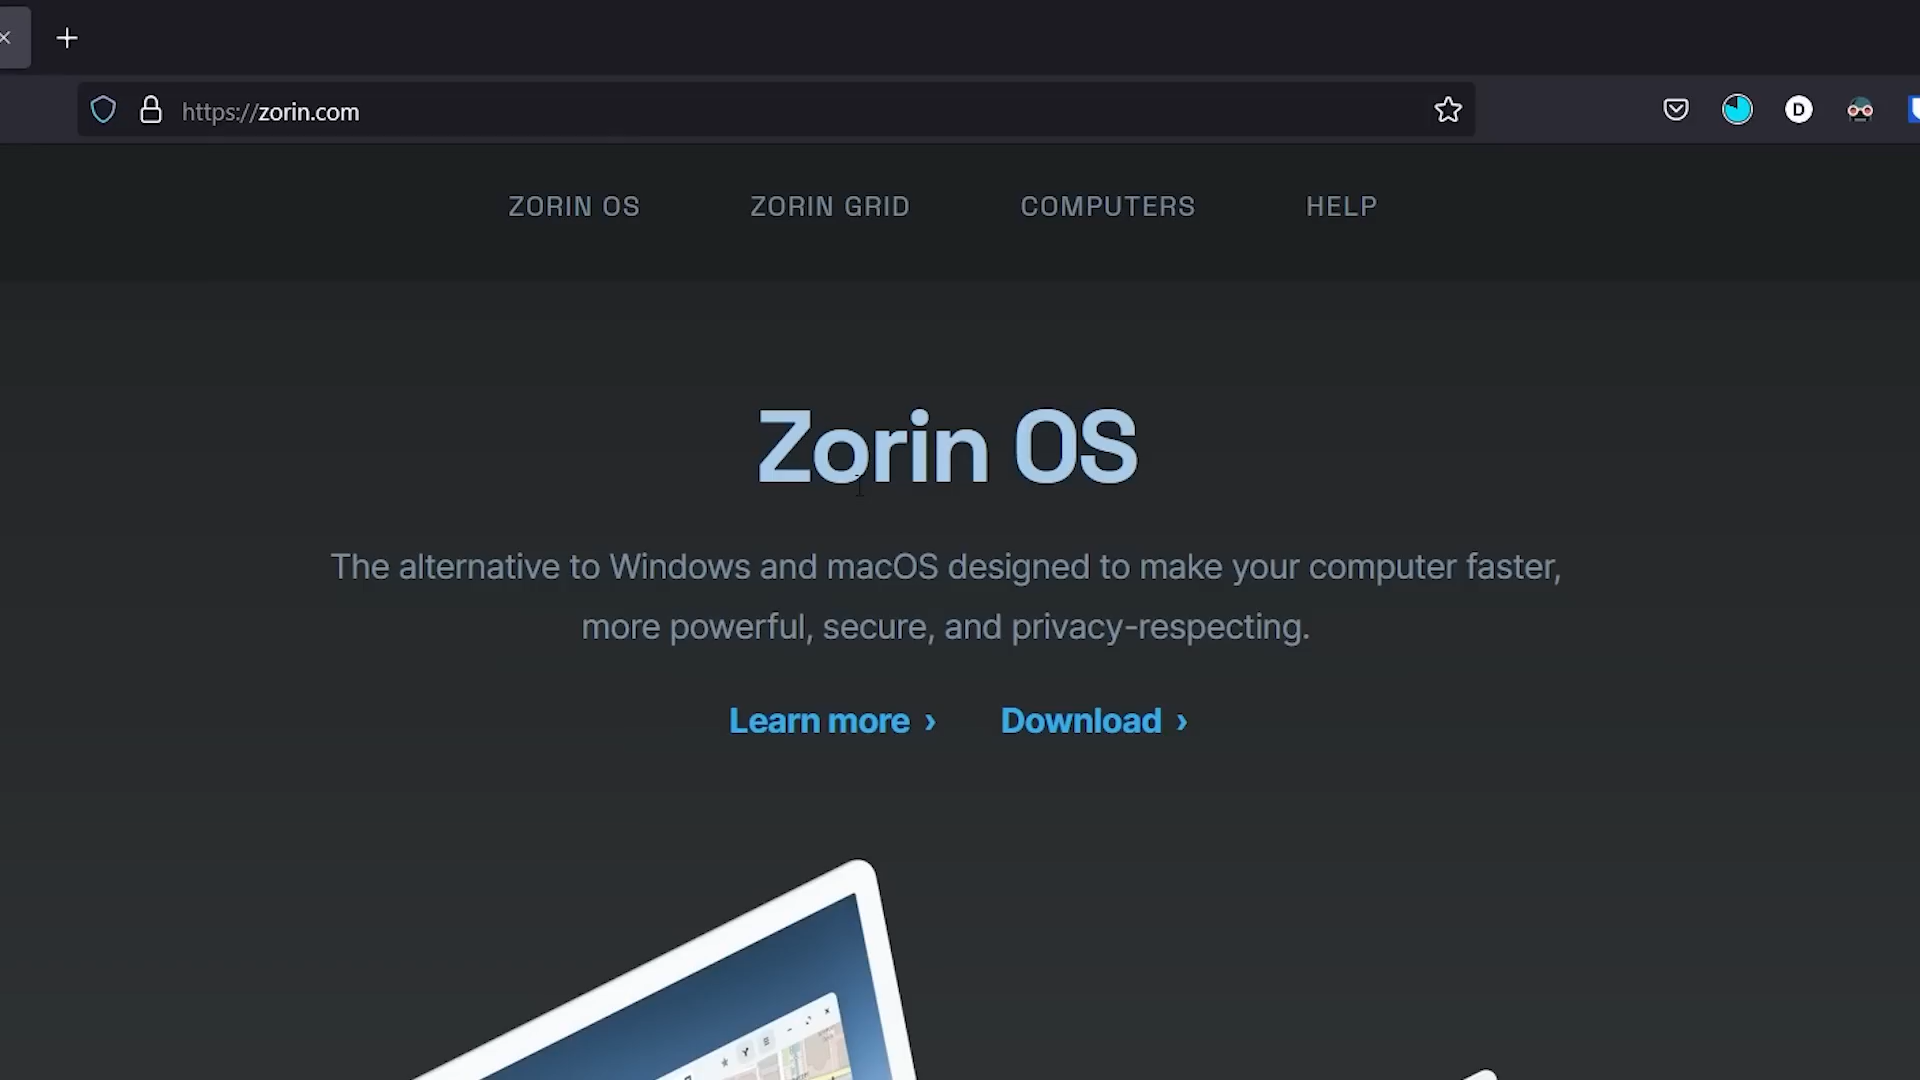 https://zorin.com
D
ZORIN OS
ZORIN GRID
COMPUTERS
HELP
Zorin OS
The alternative to Windows and macOS designed to make your computer faster,
more powerful, secure, and privacy-respecting.
Learn more ›
Download ›